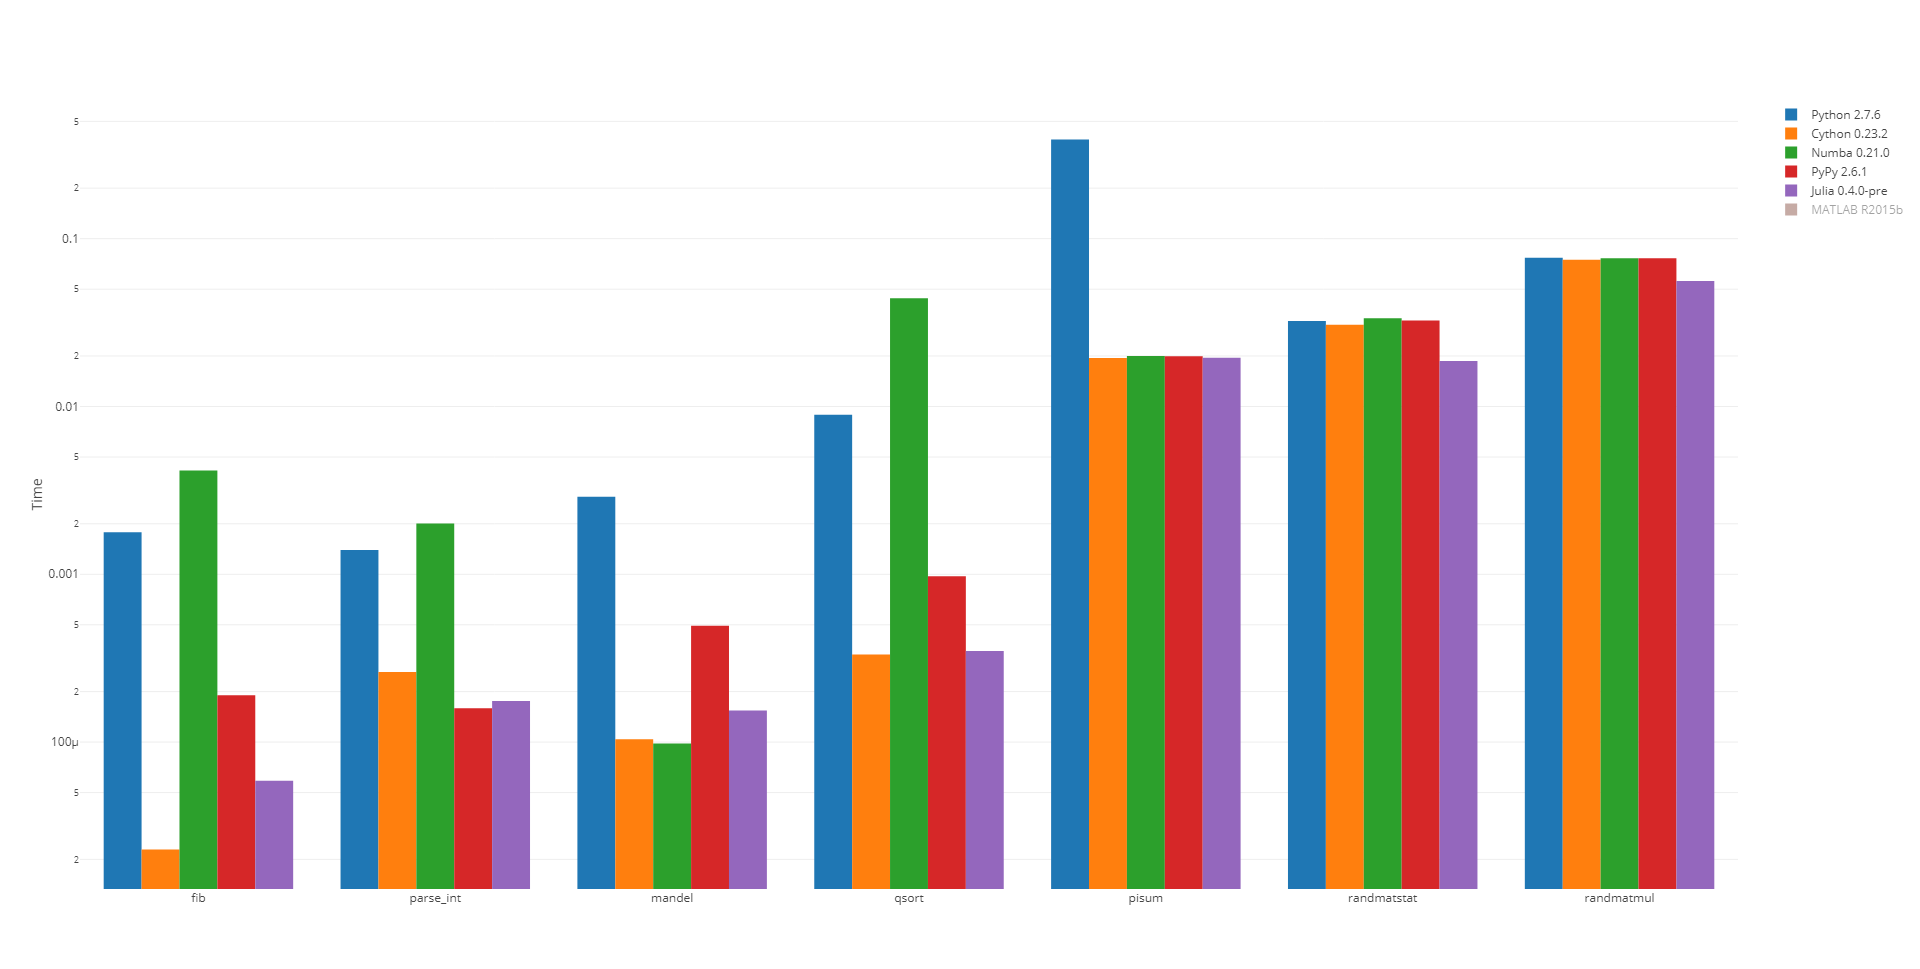 Python 2.7.6
Cython 0.23.2
Numba 0.21.0
PyPy 2.6.1
Julia 0.4.0-pre
MATLAB R2015b
5
2
0.1
5
2
0.01
5
2
0.001
5
2
100μ
5
2
Time
fib parse_int mandel qsort pisum randmatstat randmatmul